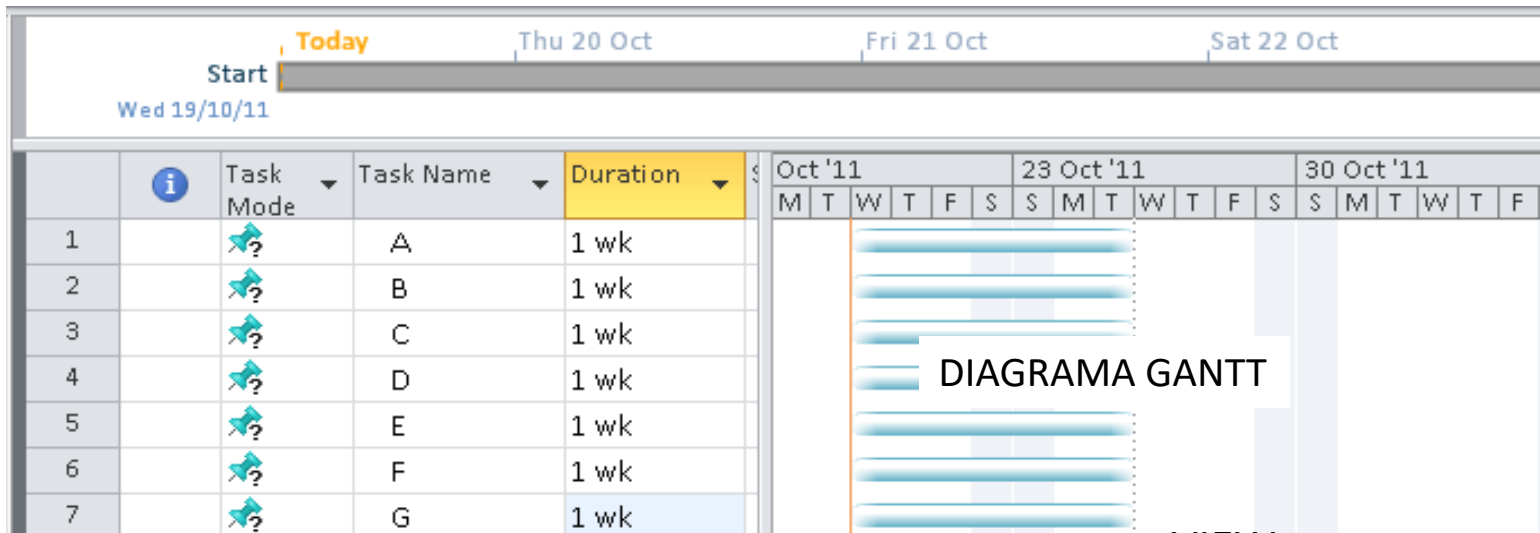 Today Thu 20 Oct Fri 21 Oct Sat 22 Oct
Start
Wed 19/10/11
Task Mode Task Name Duration Oct '11 23 Oct '11 30 Oct '11
M T W T F S S M T W T F S S M T W T F
1 A 1 wk
2 B 1 wk
3 C 1 wk
4 D 1 wk
DIAGRAMA GANTT
5 E 1 wk
6 F 1 wk
7 G 1 wk